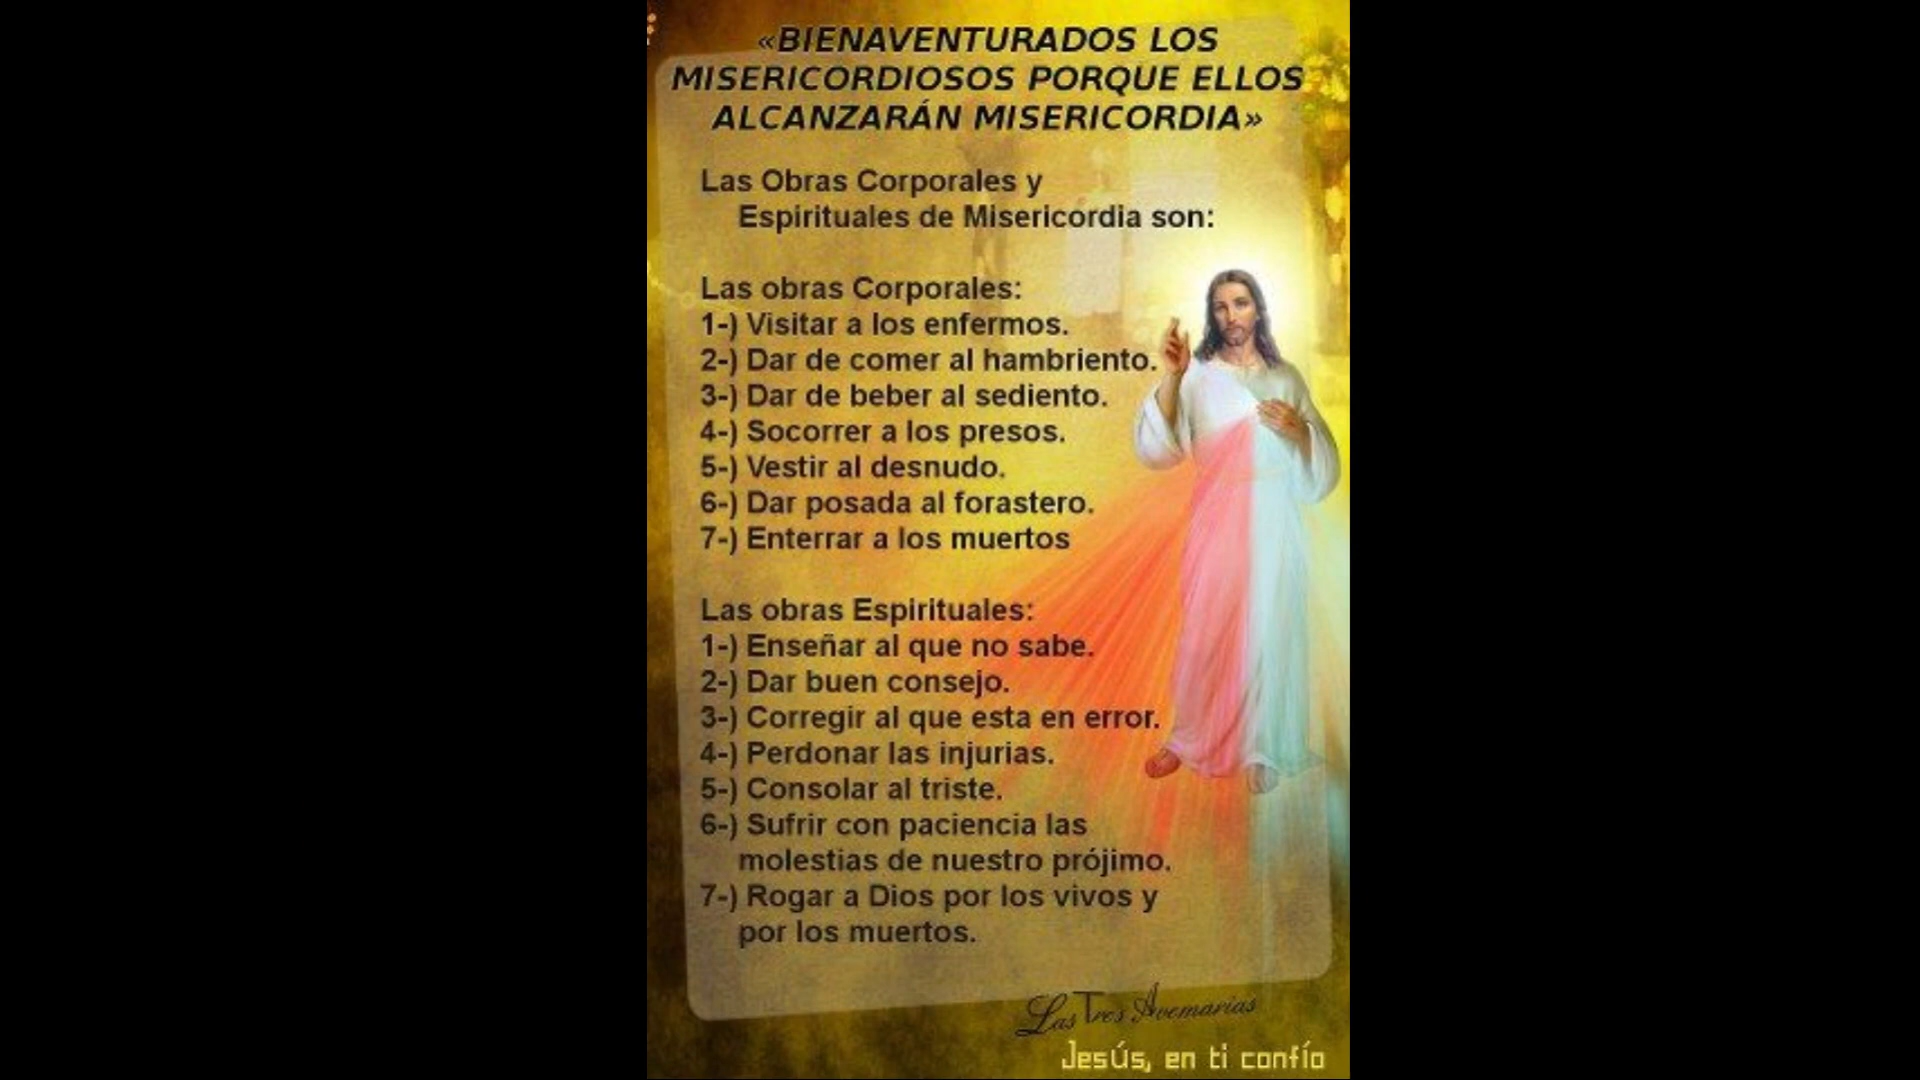 «BIENAVENTURADOS LOS
MISERICORDIOSOS PORQUE ELLOS
ALCANZARÁN MISERICORDIA»
Las Obras Corporales y
Espirituales de Misericordia son:
Las obras Corporales:
1-) Visitar a los enfermos.
2-) Dar de comer al hambriento.
3-) Dar de beber al sediento.
4-) Socorrer a los presos.
5-) Vestir al desnudo.
6-) Dar posada al forastero.
7-) Enterrar a los muertos
Las obras Espirituales:
1-) Enseñar al que no sabe.
2-) Dar buen consejo.
3-) Corregir al que esta en error.
4-) Perdonar las injurias.
5-) Consolar al triste.
6-) Sufrir con paciencia las
molestias de nuestro prójimo.
7-) Rogar a Dios por los vivos y
por los muertos.
Las Tres Avemarías
Jesús, en ti confío